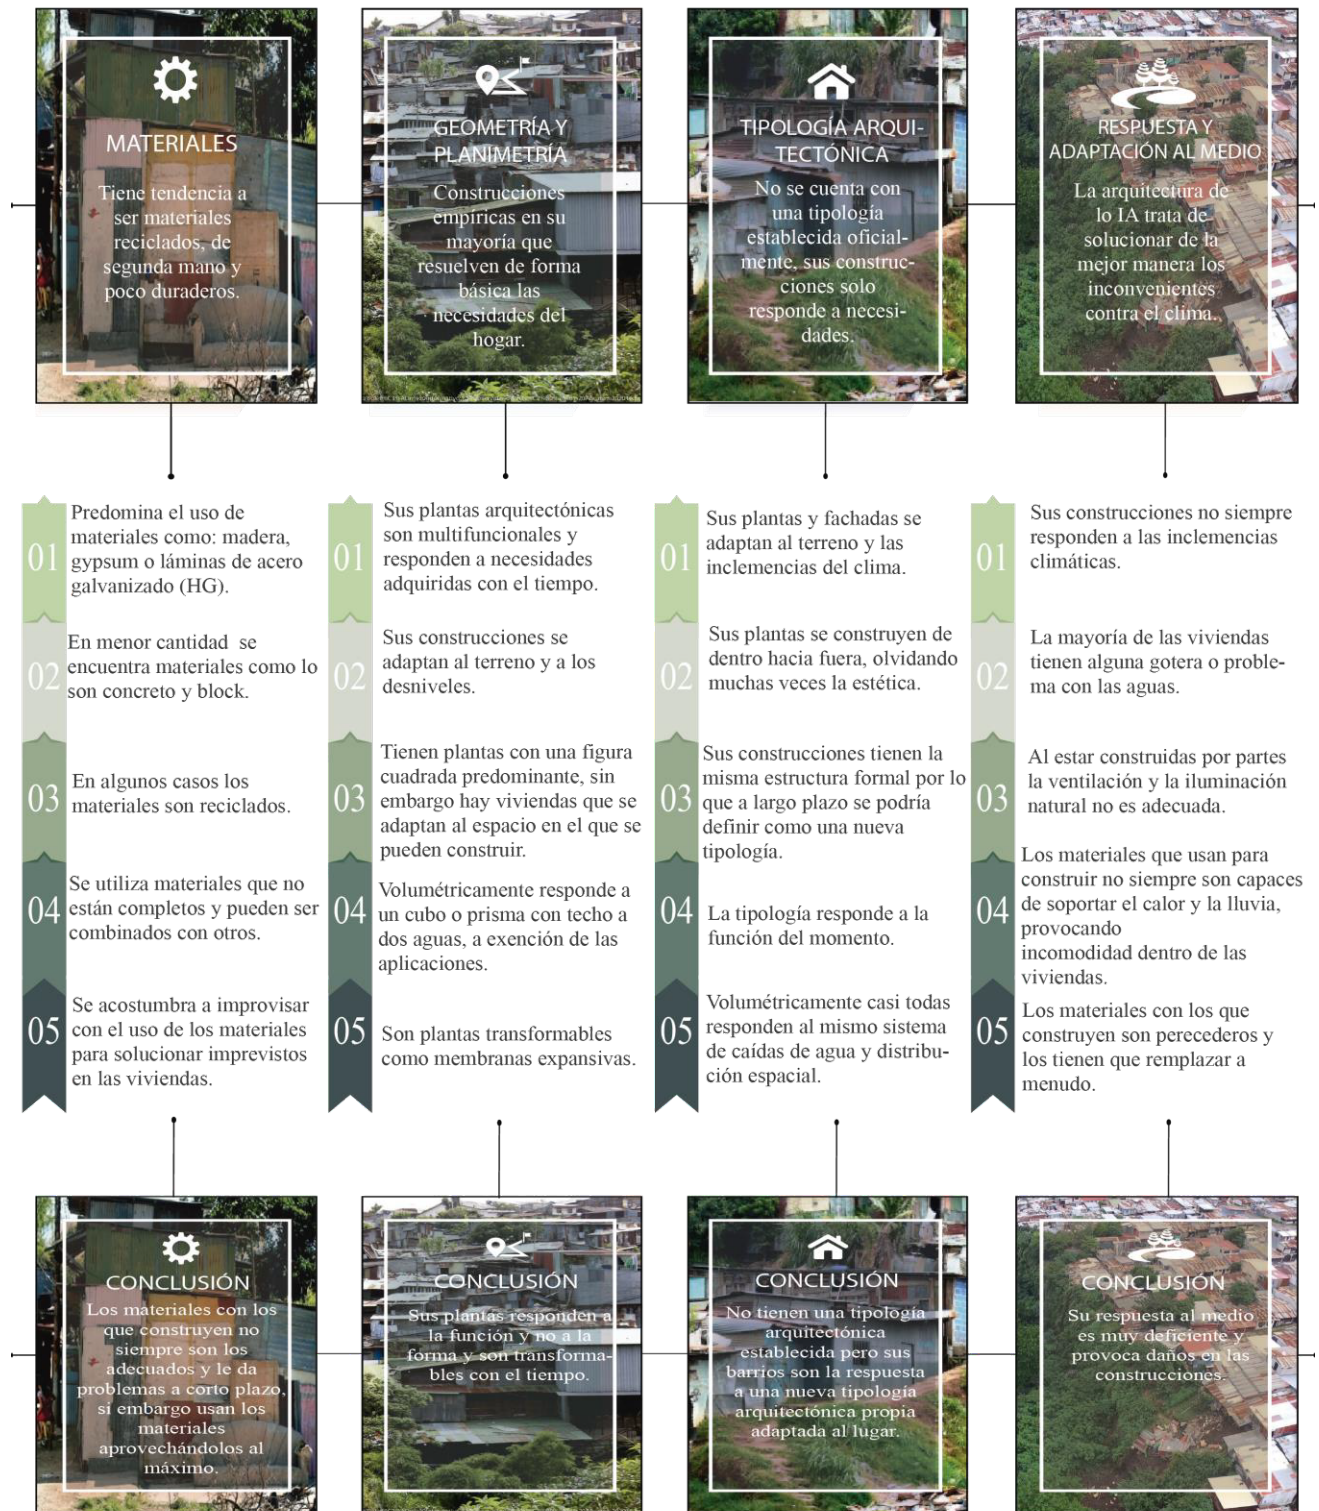 MATERIALES
Tiene tendencia a
ser materiales
reciclados, de
segunda mano y
poco duraderos.
GEOMETRÍA Y
PLANIMETRÍA
Construcciones
empíricas en su
mayoría que
resuelven de forma
básica las
necesidades del
hogar.
TIPOLOGÍA ARQUI-
TECTÓNICA
No se cuenta con
una tipología
establecida oficial-
mente, sus construc-
ciones solo
responde a necesi-
dades.
RESPUESTA Y
ADAPTACIÓN AL MEDIO
La arquitectura de
lo IA trata de
solucionar de la
mejor manera los
inconvenientes
contra el clima.
01
Predomina el uso de
materiales como: madera,
gypsum o láminas de acero
galvanizado (HG).
02
En menor cantidad se
encuentra materiales como lo
son concreto y block.
03
En algunos casos los
materiales son reciclados.
04
Se utiliza materiales que no
están completos y pueden ser
combinados con otros.
05
Se acostumbra a improvisar
con el uso de los materiales
para solucionar imprevistos
en las viviendas.
01
Sus plantas arquitectónicas
son multifuncionales y
responden a necesidades
adquiridas con el tiempo.
02
Sus construcciones se
adaptan al terreno y a los
desniveles.
03
Tienen plantas con una figura
cuadrada predominante, sin
embargo hay viviendas que se
adaptan al espacio en el que se
pueden construir.
04
Volumétricamente responde a
un cubo o prisma con techo a
dos aguas, a exención de las
aplicaciones.
05
Son plantas transformables
como membranas expansivas.
01
Sus plantas y fachadas se
adaptan al terreno y las
inclemencias del clima.
02
Sus plantas se construyen de
dentro hacia fuera, olvidando
muchas veces la estética.
03
Sus construcciones tienen la
misma estructura formal por lo
que a largo plazo se podría
definir como una nueva
tipología.
04
La tipología responde a la
función del momento.
05
Volumétricamente casi todas
responden al mismo sistema
de caídas de agua y distribu-
ción espacial.
01
Sus construcciones no siempre
responden a las inclemencias
climáticas.
02
La mayoría de las viviendas
tienen alguna gotera o proble-
ma con las aguas.
03
Al estar construidas por partes
la ventilación y la iluminación
natural no es adecuada.
04
Los materiales que usan para
construir no siempre son capaces
de soportar el calor y la lluvia,
provocando
incomodidad dentro de las
viviendas.
05
Los materiales con los que
construyen son perecederos y
los tienen que remplazar a
menudo.
CONCLUSIÓN
Los materiales con los
que construyen no
siempre son los
adecuados y le da
problemas a corto plazo,
si embargo usan los
materiales
aprovechándolos al
máximo.
CONCLUSIÓN
Sus plantas responden a
la función y no a la
forma y son transforma-
bles con el tiempo.
CONCLUSIÓN
No tienen una tipología
arquitectónica
establecida pero sus
barrios son la respuesta
a una nueva tipología
arquitectónica propia
adaptada al lugar.
CONCLUSIÓN
Su respuesta al medio
es muy deficiente y
provoca daños en las
construcciones.